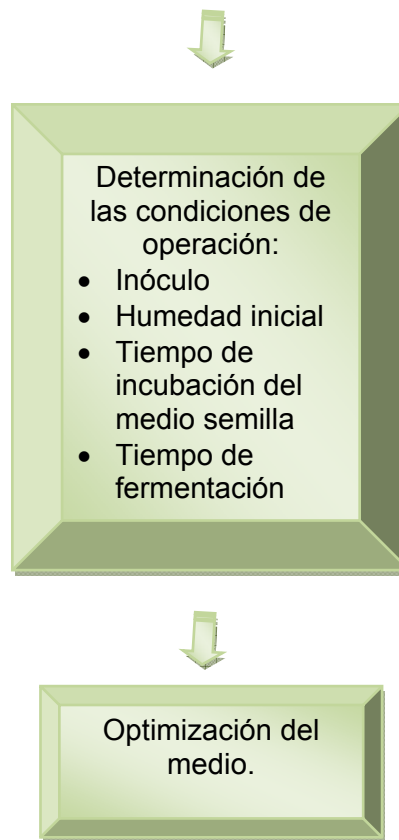 Determinación de
las condiciones de
operación:
• Inóculo
• Humedad inicial
• Tiempo de
incubación del
medio semilla
• Tiempo de
fermentación
Optimización del
medio.